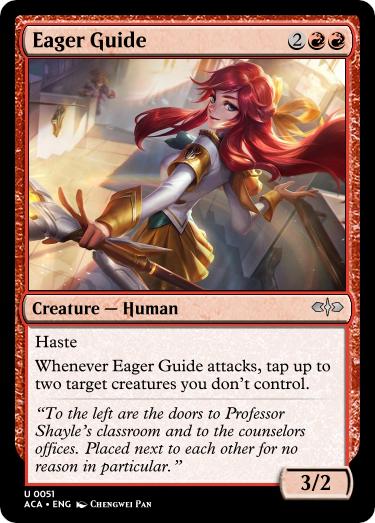 Eager Guide 2
Creature — Human
Haste
Whenever Eager Guide attacks, tap up to
two target creatures you don't control.
“To the left are the doors to Professor
Shayle's classroom and to the counselors
offices. Placed next to each other for no
reason in particular.”
3/2
U 0051
ACA • ENG Chengwei Pan